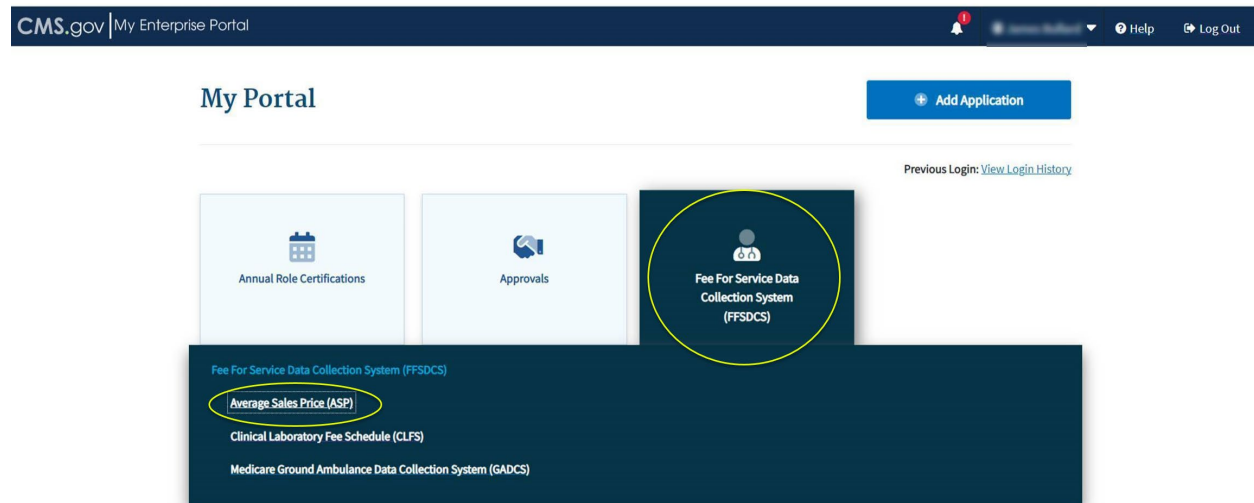 CMS.gov My Enterprise Portal
!
Help
Log Out
My Portal
Add Application
Previous Login: View Login History
Annual Role Certifications
Approvals
Fee For Service Data
Collection System
(FFSDCS)
Fee For Service Data Collection System (FFSDCS)
Average Sales Price (ASP)
Clinical Laboratory Fee Schedule (CLFS)
Medicare Ground Ambulance Data Collection System (GADCS)